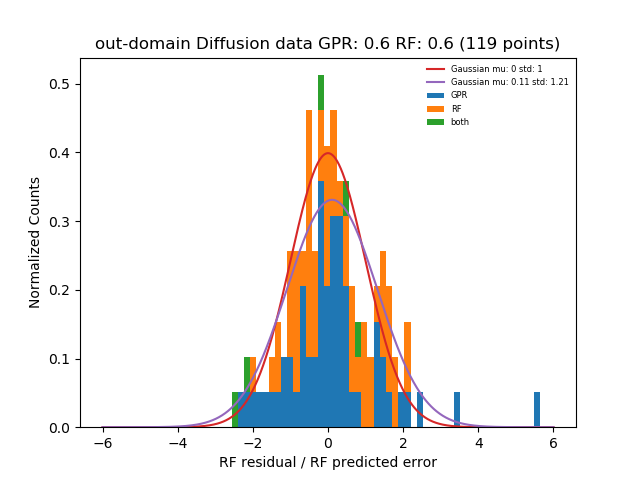 out-domain Diffusion data GPR: 0.6 RF: 0.6 (119 points)
Gaussian mu: 0 std: 1
Gaussian mu: 0.11 std: 1.21
GPR
RF
both
Normalized Counts
0.5
0.4
0.3
0.2
0.1
0.0
−6 −4 −2 0 2 4 6
RF residual / RF predicted error